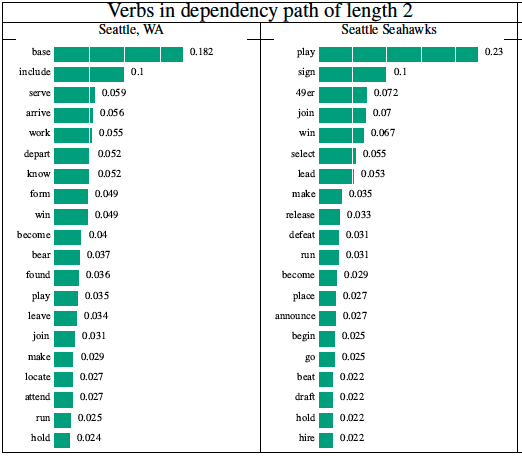 Verbs in dependency path of length 2
Seattle, WA
base 0.182
include 0.1
serve 0.059
arrive 0.056
work 0.055
depart 0.052
know 0.052
form 0.049
win 0.049
become 0.04
bear 0.037
found 0.036
play 0.035
leave 0.034
join 0.031
make 0.029
locate 0.027
attend 0.027
run 0.025
hold 0.024
Seattle Seahawks
play 0.23
sign 0.1
49er 0.072
join 0.07
win 0.067
select 0.055
lead 0.053
make 0.035
release 0.033
defeat 0.031
run 0.031
become 0.029
place 0.027
announce 0.027
begin 0.025
go 0.025
beat 0.022
draft 0.022
hold 0.022
hire 0.022